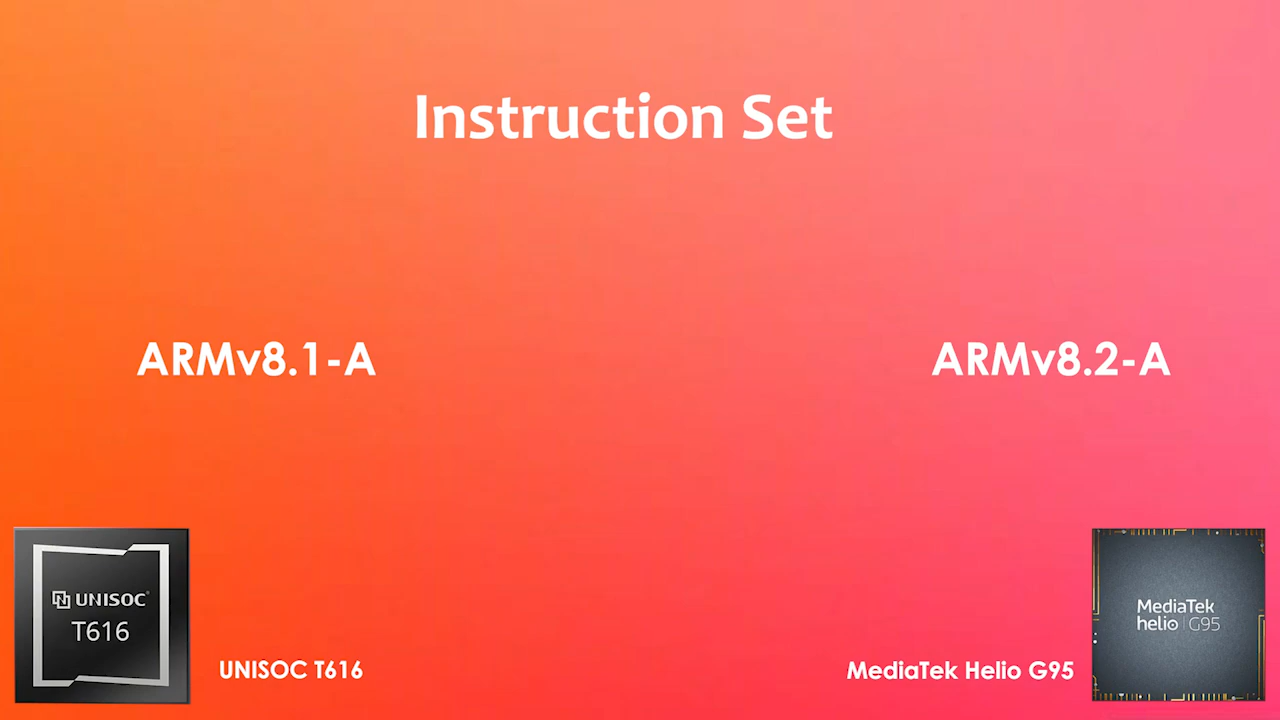 Instruction Set
ARMv8.1-A
ARMv8.2-A
UNISOC
T616
UNISOC T616
MediaTek Helio G95
MediaTek
helio | G95